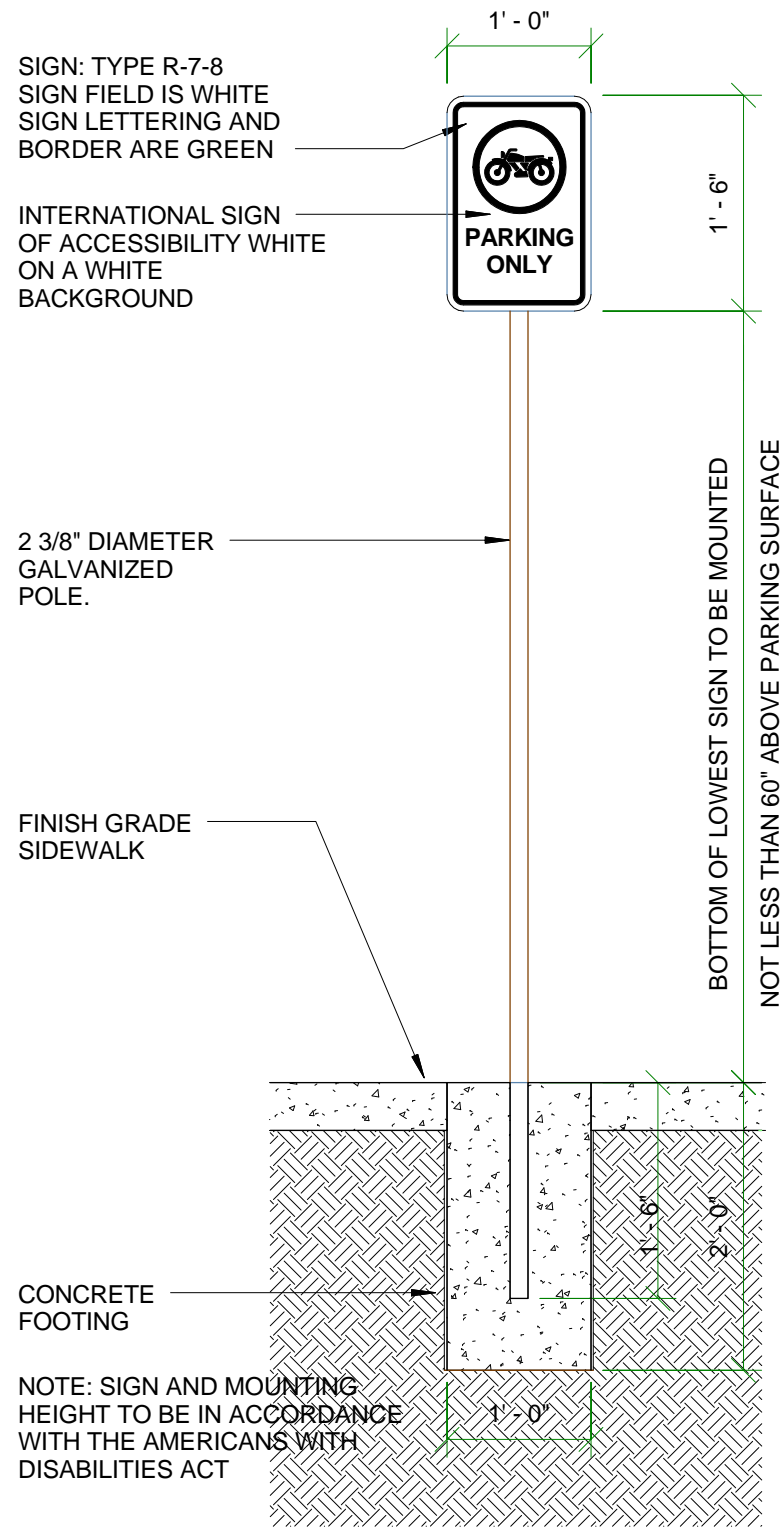 1' - 0"
SIGN: TYPE R-7-8
SIGN FIELD IS WHITE
SIGN LETTERING AND
BORDER ARE GREEN
INTERNATIONAL SIGN
OF ACCESSIBILITY WHITE
ON A WHITE
BACKGROUND
PARKING
ONLY
1' - 6"
2 3/8" DIAMETER
GALVANIZED
POLE.
BOTTOM OF LOWEST SIGN TO BE MOUNTED
NOT LESS THAN 60" ABOVE PARKING SURFACE
FINISH GRADE
SIDEWALK
1' - 6"
2' - 0"
CONCRETE
FOOTING
NOTE: SIGN AND MOUNTING
HEIGHT TO BE IN ACCORDANCE
WITH THE AMERICANS WITH
DISABILITIES ACT
1' - 0"